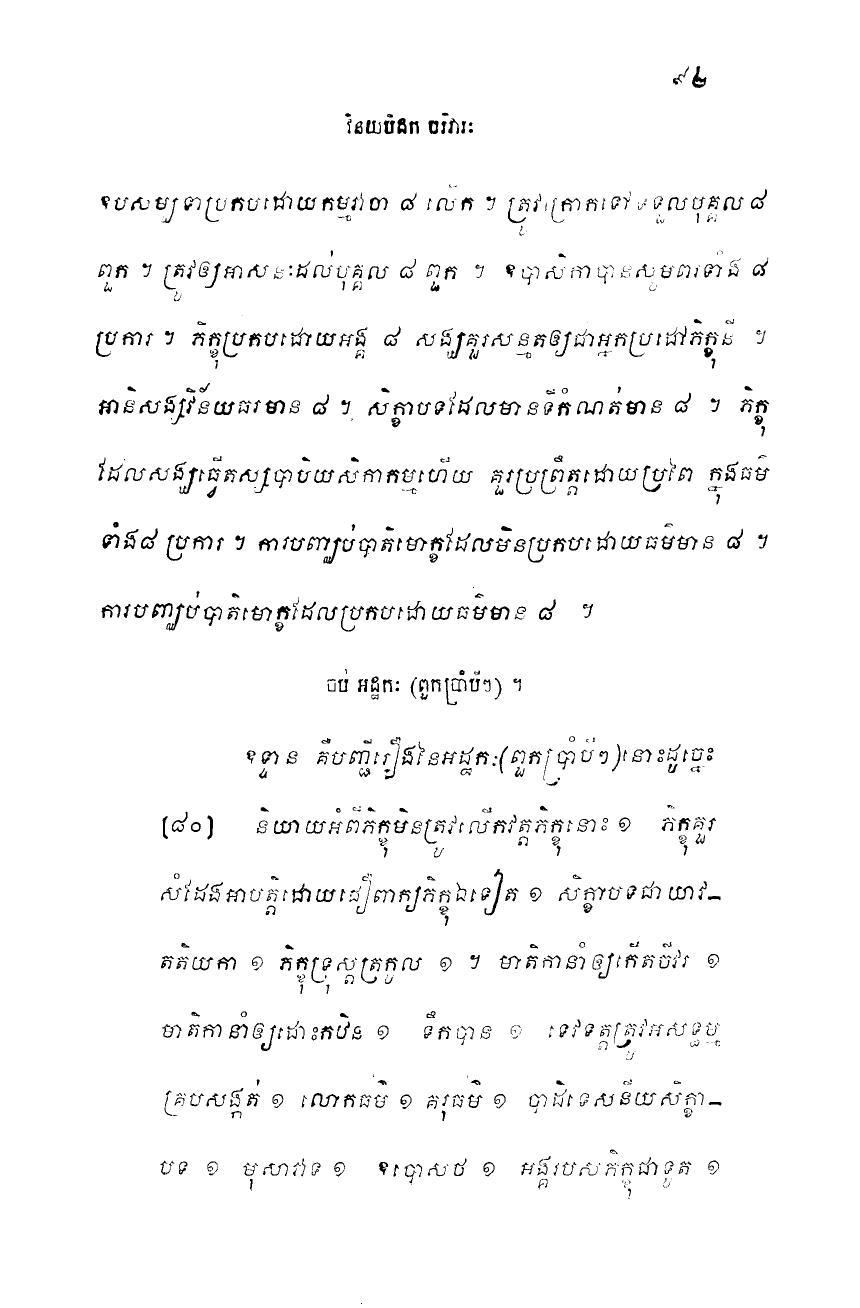 ៩៤
វិនយបិដក បរិវារៈ
ឧបសម្បទាប្រកបដោយកម្មវាចា ៨ លើក ។ ត្រូវក្រោកទៅទទួលបុគ្គល ៨
ពួក ។ ត្រូវឲ្យអាសនៈដល់បុគ្គល ៨ ពួក ។ ឧបាសិកាបានសូមពរទាំង ៨
ប្រការ ។ ភិក្ខុប្រកបដោយអង្គ ៨ សង្ឃគួរសន្មតឲ្យជាអ្នកប្រដៅភិក្ខុនី ។
អានិសង្សវិន័យធរមាន ៨ ។ សិក្ខាបទដែលមានទីកំណត់មាន ៨ ។ ភិក្ខុ
ដែលសង្ឃធ្វើតស្សបាបិយសិកាកម្មហើយ គួរប្រព្រឹត្តដោយប្រពៃ ក្នុងធម៌
ទាំង៨ ប្រការ ។ ការបញ្ឈប់បាតិមោក្ខដែលមិនប្រកបដោយធម៌មាន ៨ ។
ការបញ្ឈប់បាតិមោក្ខដែលប្រកបដោយធម៌មាន ៨ ។
ចប់ អដ្ឋកៈ (ពួកប្រាំបីៗ) ។
ឧទ្ទាន គឺបញ្ជីរឿងនៃអដ្ឋកៈ(ពួកប្រាំបីៗ)នោះដូច្នេះ
[៨០] និយាយអំពីភិក្ខុមិនត្រូវលើកវត្តភិក្ខុនោះ ១ ភិក្ខុគួរ
សំដែងអាបត្តិដោយជឿពាក្យភិក្ខុឯទៀត ១ សិក្ខាបទជាយាវ-
តតិយកា ១ ភិក្ខុទ្រុស្តត្រកូល ១ ។ មាតិកានាំឲ្យកើតចីវរ ១
មាតិកានាំឲ្យដោះកឋិន ១ ទឹកបាន ១ ទេវទត្តត្រូវអសទ្ធម្ម
គ្របសង្កត់ ១ លោកធម៌ ១ គរុធម៌ ១ បាដិទេសនីយសិក្ខា-
បទ ១ មុសាវាទ ១ ឧបោសថ ១ អង្គរបសភិក្ខុជាទូត ១